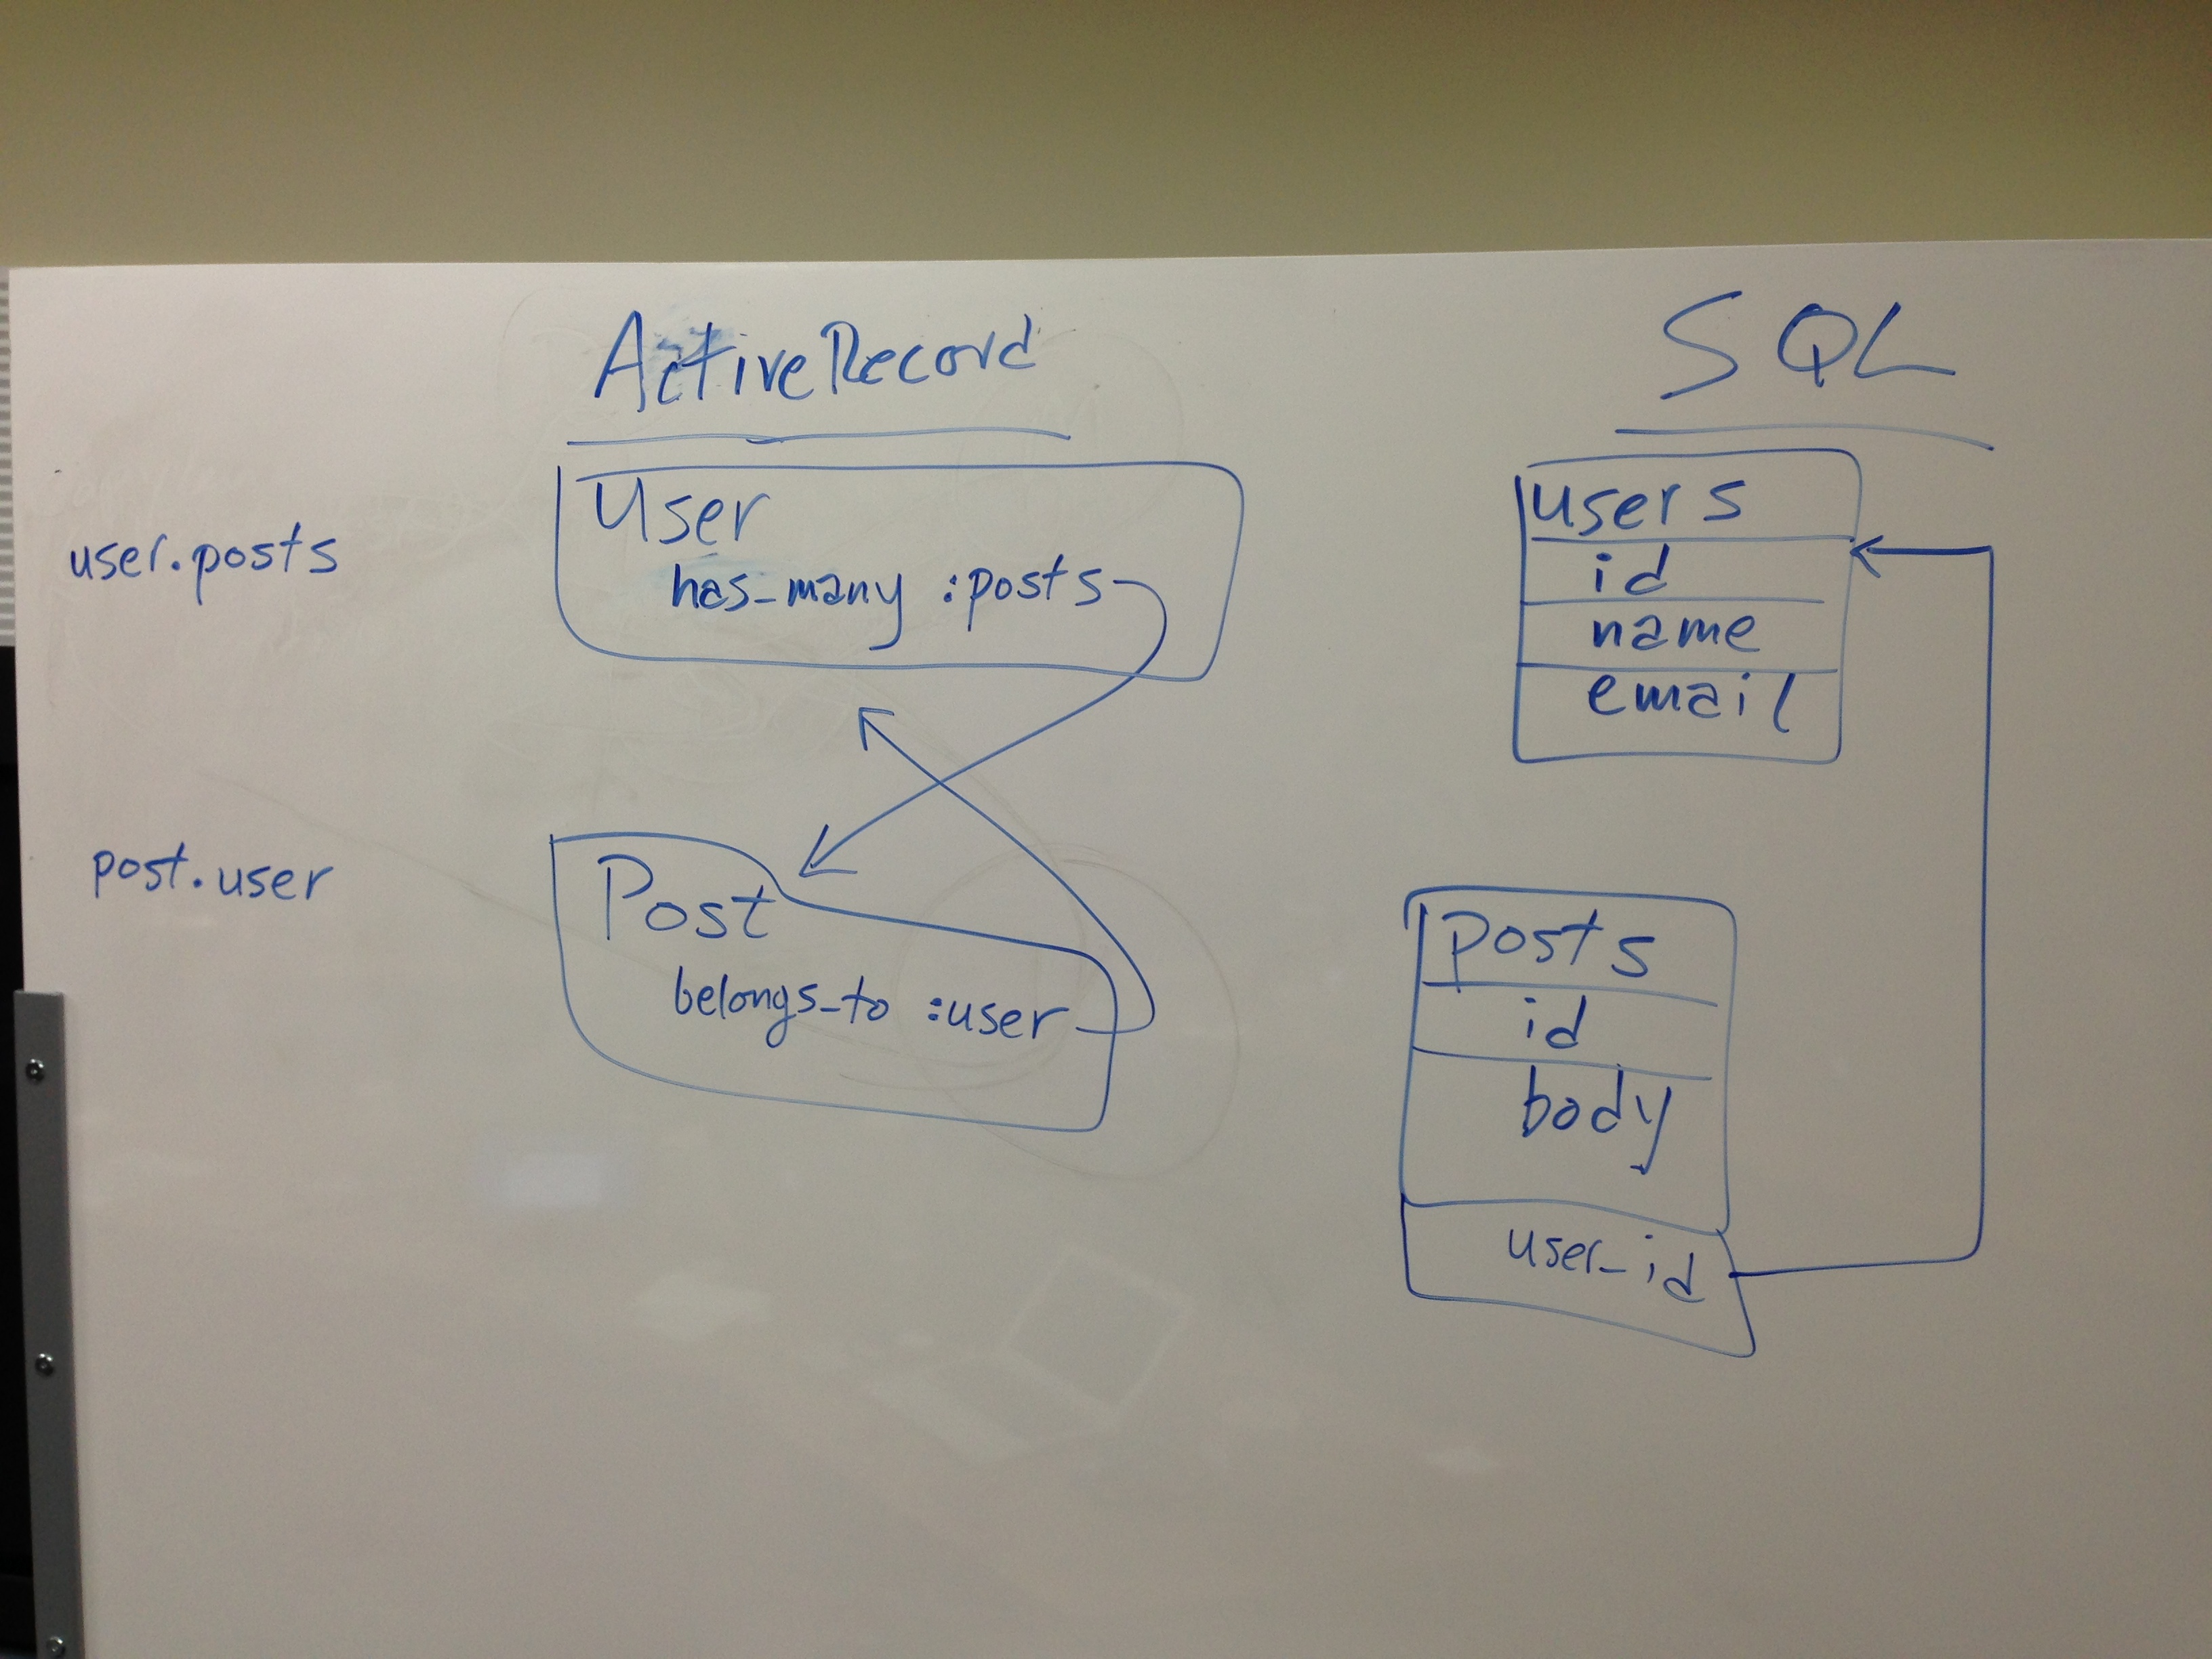 ActiveRecord
SQL
user.posts
User
has_many :posts
post.user
Post
belongs_to :user
users
id
name
email
posts
id
body
user_id